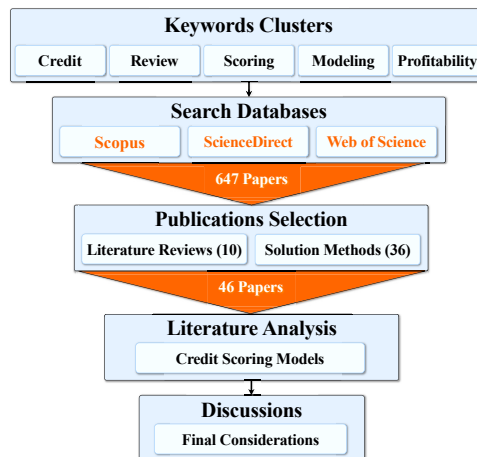 Keywords Clusters
Credit Review Scoring Modeling Profitability
Search Databases
Scopus ScienceDirect Web of Science
647 Papers
Publications Selection
Literature Reviews (10) Solution Methods (36)
46 Papers
Literature Analysis
Credit Scoring Models
Discussions
Final Considerations